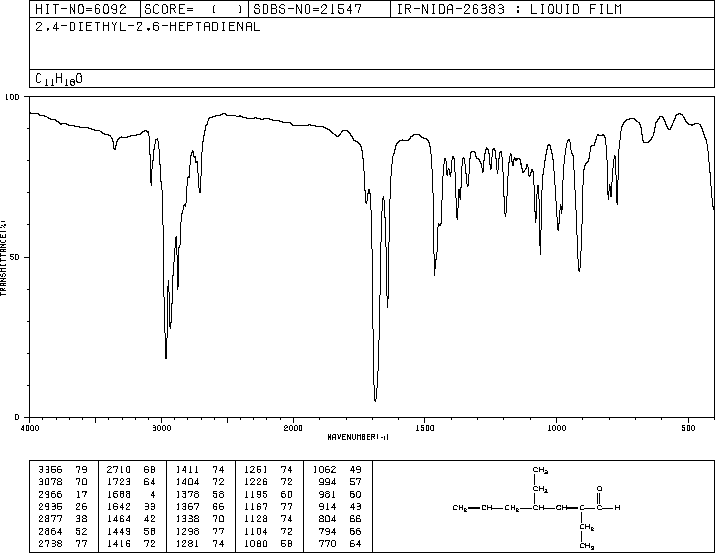 HIT-NO=6092 SCORE= ( ) SDBS-NO=21547 IR-NIDA-26383 : LIQUID FILM
2,4-DIETHYL-2,6-HEPTADIENAL
C11H18O
100
50
0
TRANSMITTANCE(%)
4000 3000 2000 1500 1000 500
WAVENUMBER(-1)
3366 79 2710 68 1411 74 1251 74 1062 49
3078 70 1723 64 1404 72 1226 72 994 57
2966 17 1688 4 1378 58 1195 60 981 60
2935 26 1642 33 1367 66 1167 77 914 43
2877 38 1464 42 1338 70 1128 74 804 66
2864 52 1449 58 1298 77 1104 72 794 66
2738 77 1416 72 1281 74 1080 58 770 64
CH3
CH2 O
CH2 CH CH2 CH CH C CH H
CH2
CH3